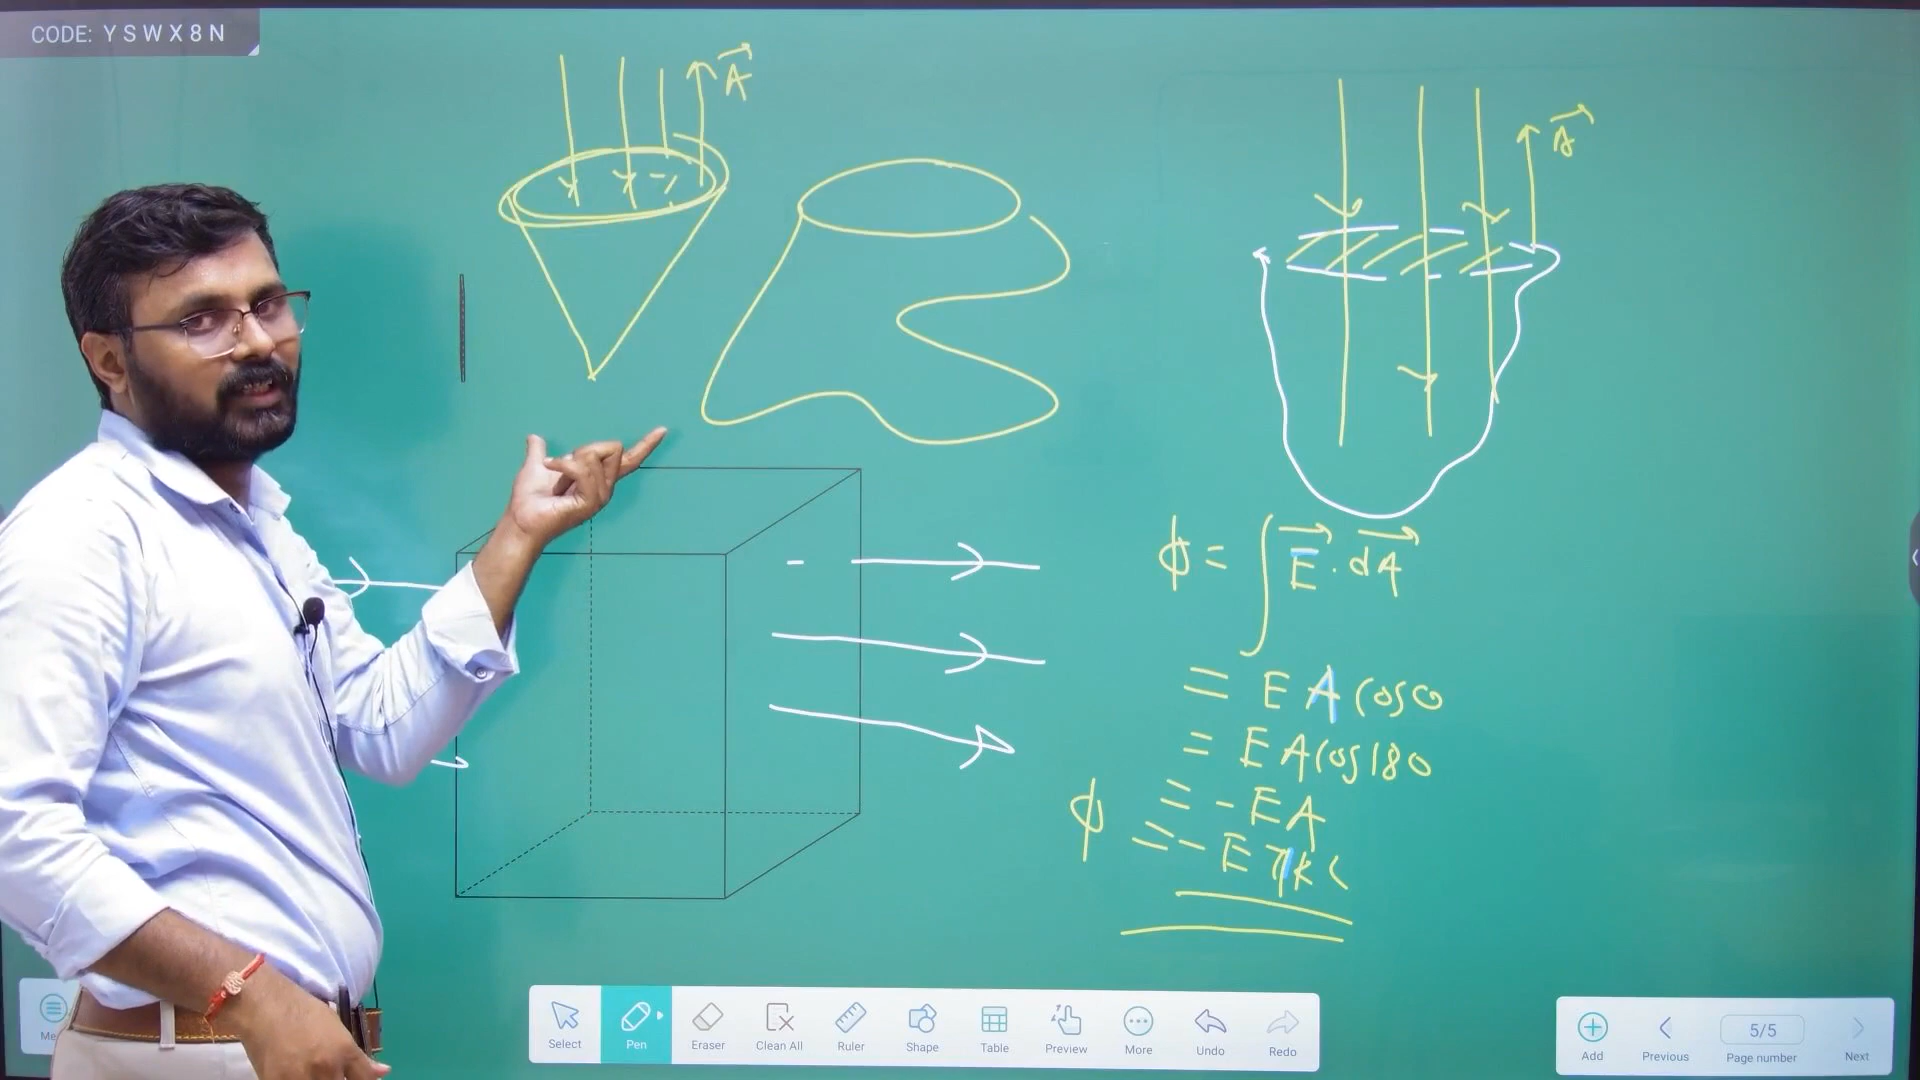 CODE: YSWX8N
A
A
ϕ = ∫ E . dA
= EA cos0
= EA cos180
ϕ = - EA
= - E π
Select
Pen
Eraser
Clean All
Ruler
Shape
Table
Preview
More
Undo
Redo
Add
Previous
5/5
Page number
Next